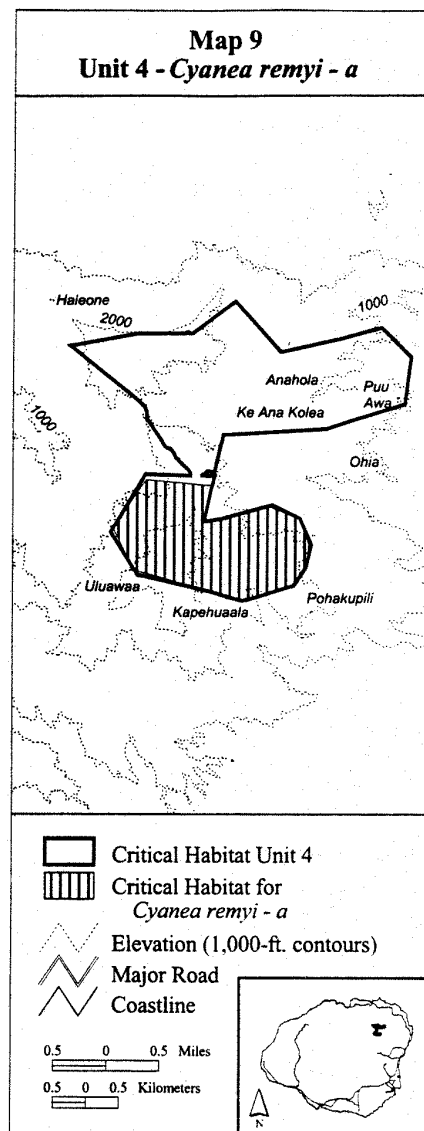 Map 9
Unit 4 - Cyanea remyi - a
Haleone
2000
1000
Anahola
Puu
Awa
Ke Ana Kolea
1000
Ohia
Uluawaa
Pohakupili
Kapehuaala
Critical Habitat Unit 4
Critical Habitat for
Cyanea remyi - a
Elevation (1,000-ft. contours)
Major Road
Coastline
0.5 0 0.5 Miles
0.5 0 0.5 Kilometers
N